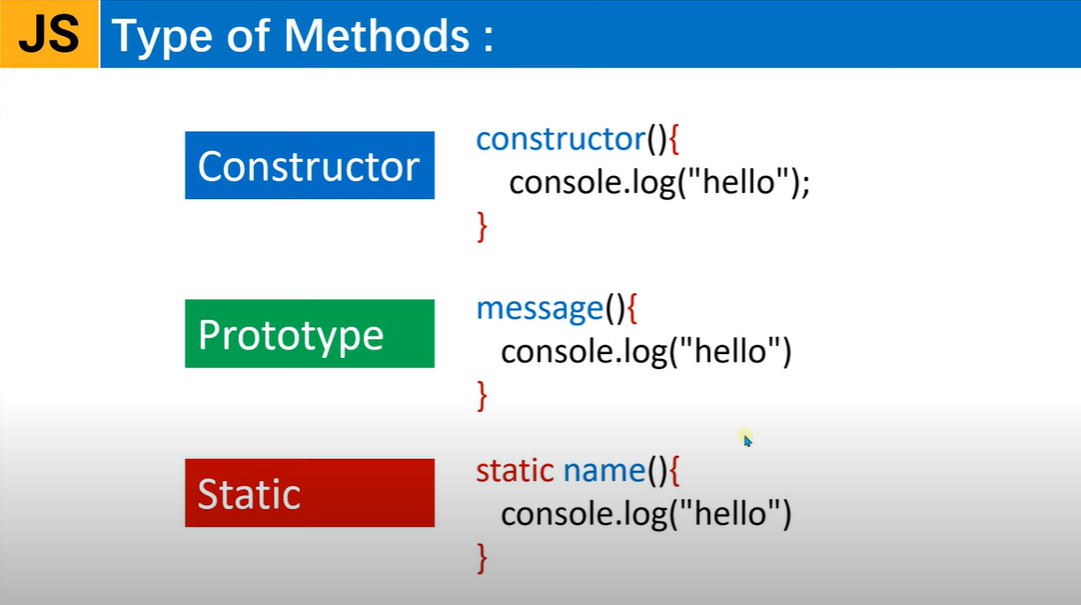 JS Type of Methods :
Constructor
constructor(){
console.log("hello");
}
Prototype
message(){
console.log("hello")
}
Static
static name(){
console.log("hello")
}